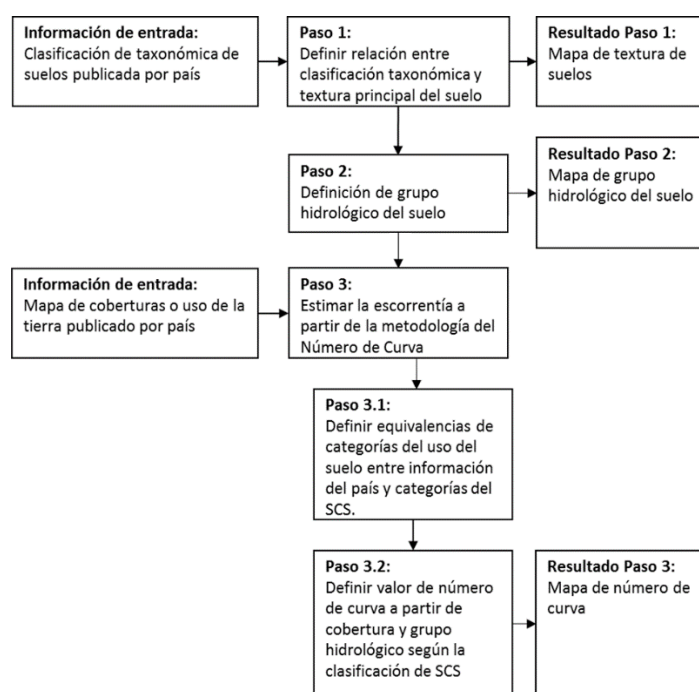 Información de entrada:
Clasificación de taxonómica de
suelos publicada por país
Paso 1:
Definir relación entre
clasificación taxonómica y
textura principal del suelo
Resultado Paso 1:
Mapa de textura de
suelos
Paso 2:
Definición de grupo
hidrológico del suelo
Resultado Paso 2:
Mapa de grupo
hidrológico del suelo
Información de entrada:
Mapa de coberturas o uso de la
tierra publicado por país
Paso 3:
Estimar la escorrentía a
partir de la metodología del
Número de Curva
Paso 3.1:
Definir equivalencias de
categorías del uso del
suelo entre información
del país y categorías del
SCS.
Paso 3.2:
Definir valor de número
de curva a partir de
cobertura y grupo
hidrológico según la
clasificación de SCS
Resultado Paso 3:
Mapa de número de
curva